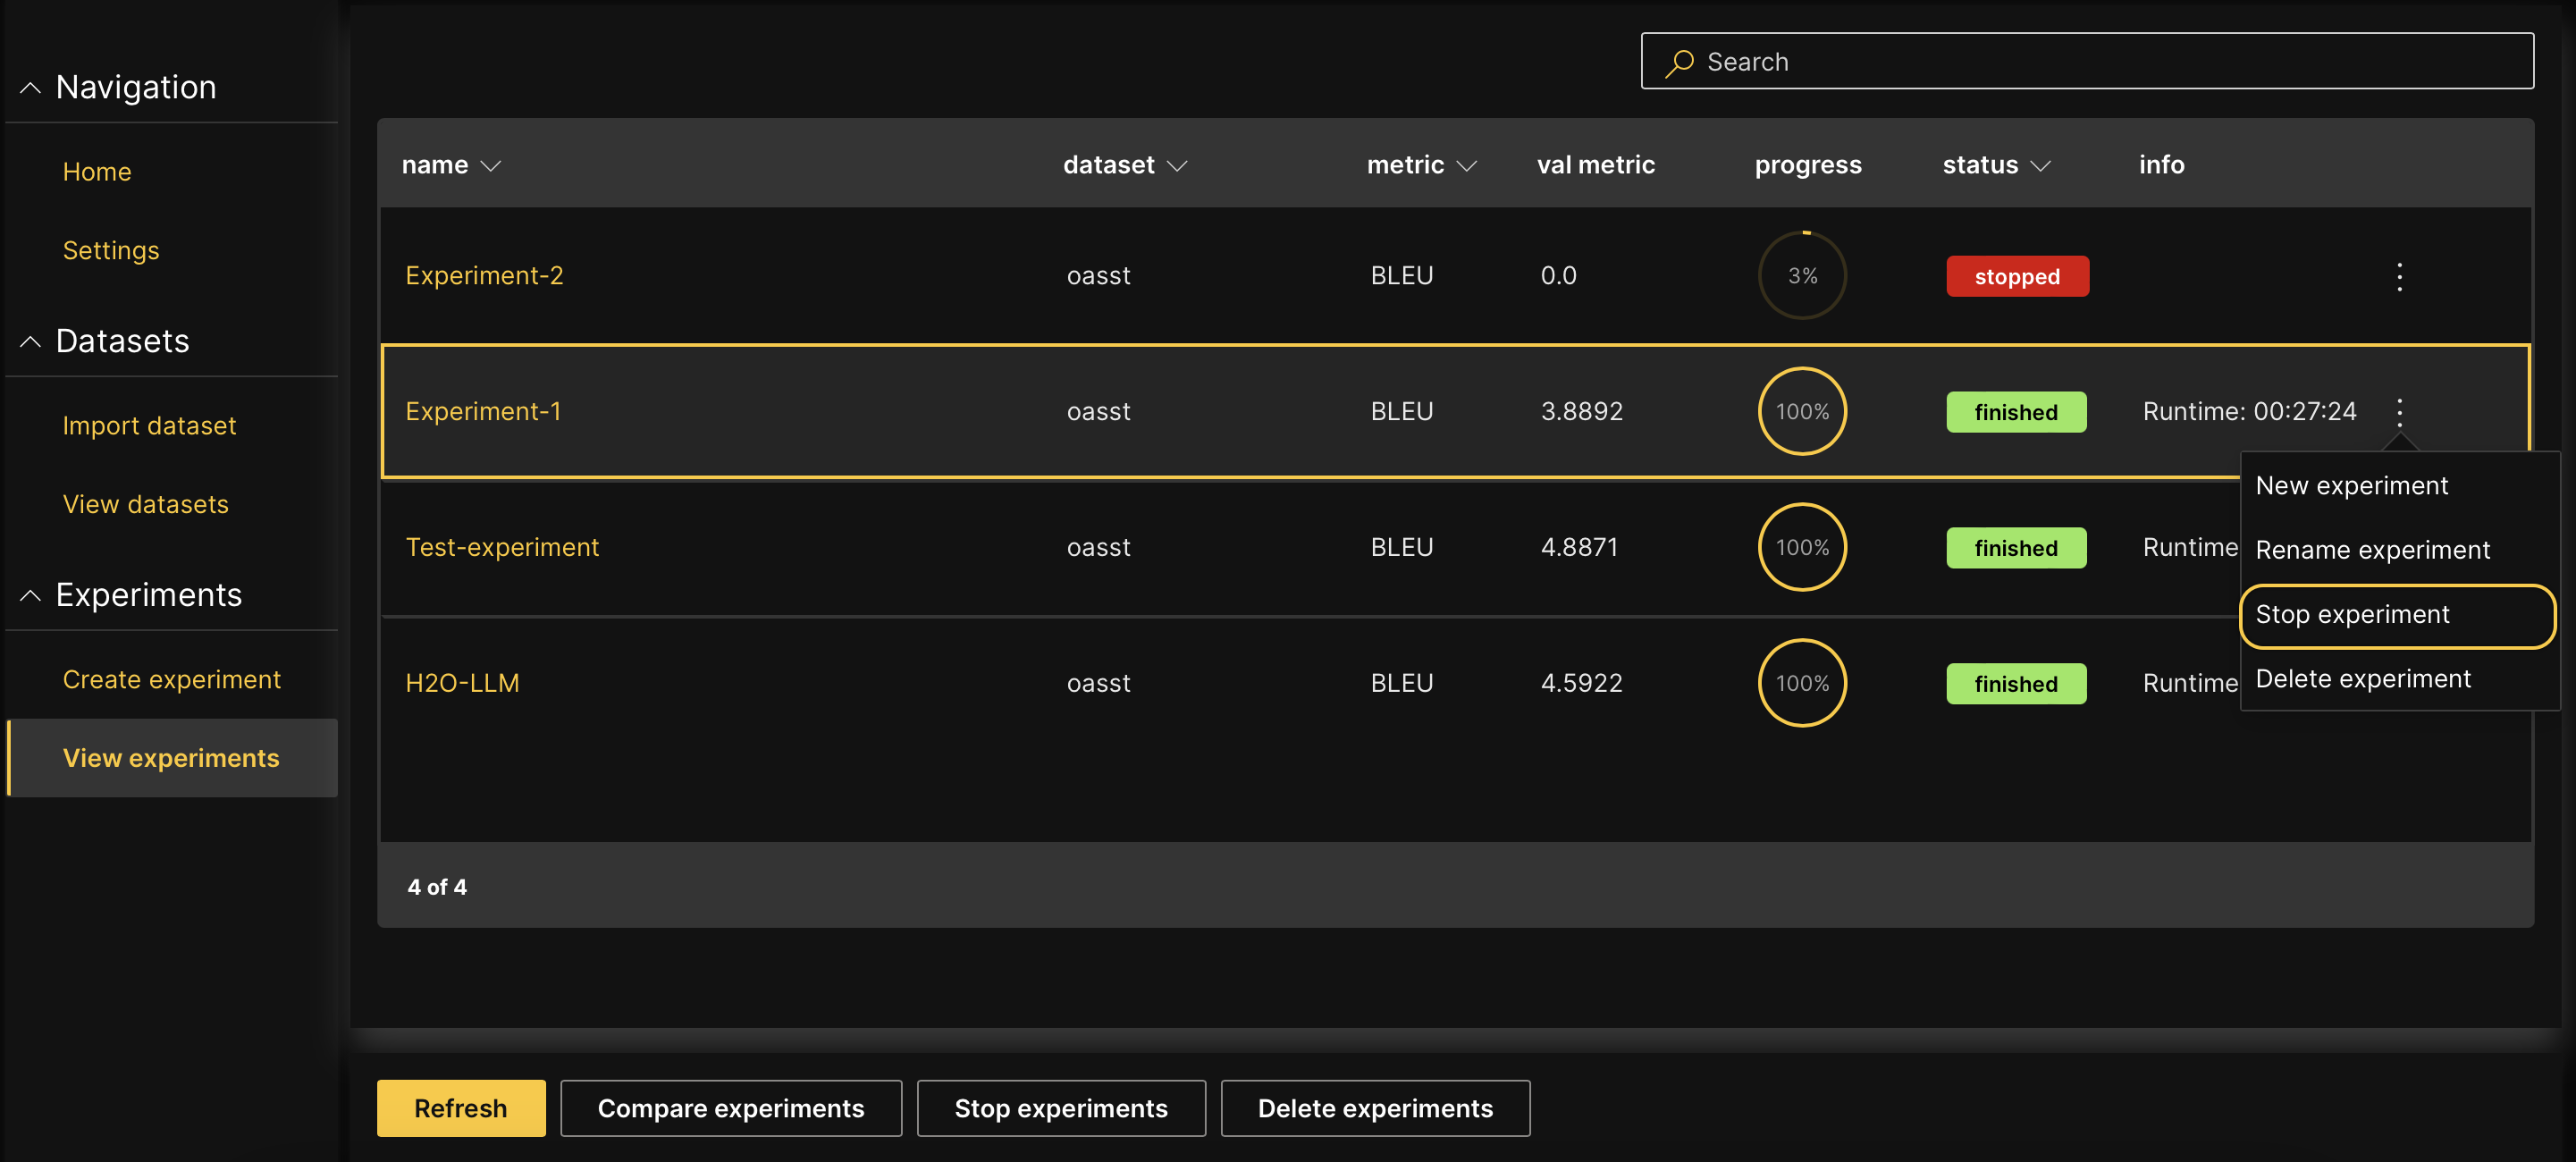 Navigation
Home
Settings
Datasets
Import dataset
View datasets
Experiments
Create experiment
View experiments
Search
name dataset metric val metric progress status info
Experiment-2 oasst BLEU 0.0 3% stopped
Experiment-1 oasst BLEU 3.8892 100% finished Runtime: 00:27:24
Test-experiment oasst BLEU 4.8871 100% finished Runtime
H2O-LLM oasst BLEU 4.5922 100% finished Runtime
New experiment
Rename experiment
Stop experiment
Delete experiment
4 of 4
Refresh Compare experiments Stop experiments Delete experiments